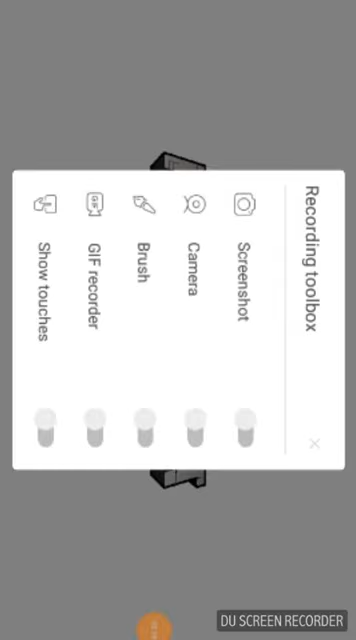 Recording toolbox
Screenshot
Camera
Brush
GIF recorder
Show touches
DU SCREEN RECORDER